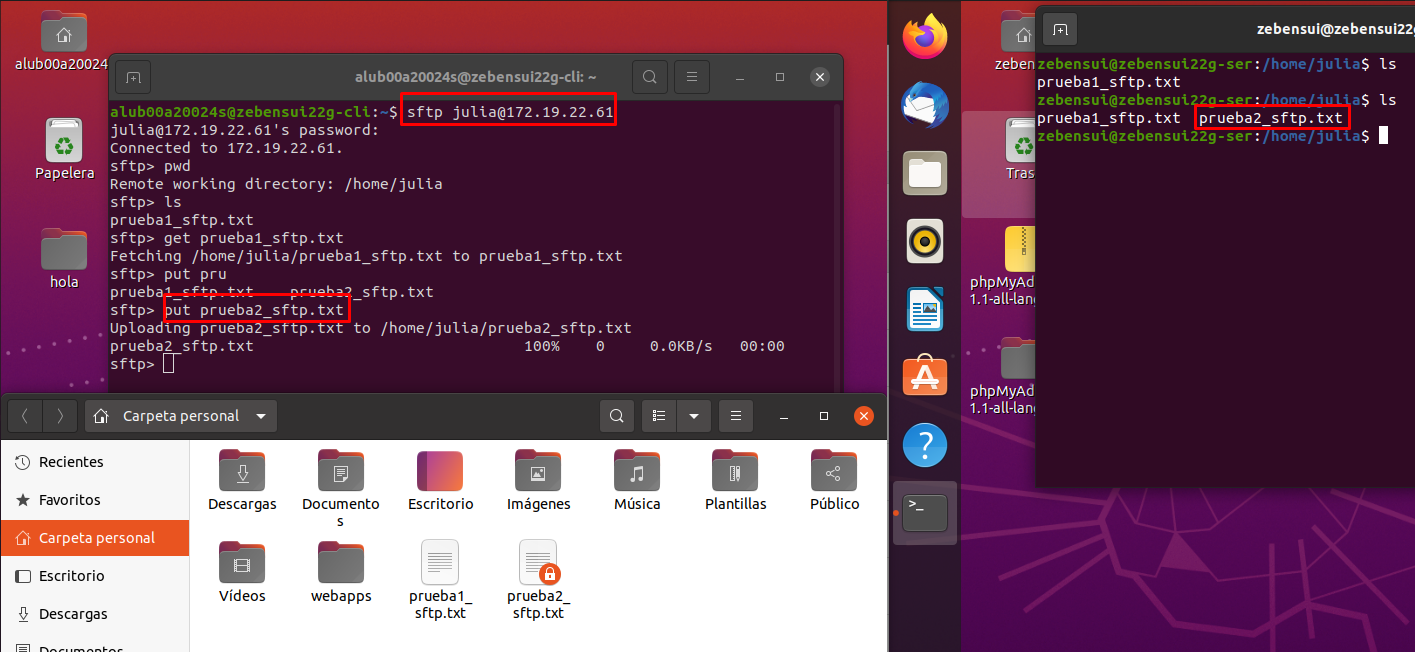 alub00a20024
Papelera
hola
alub00a20024s@zebensui22g-cli: ~
alub00a20024s@zebensui22g-cli:~$ sftp julia@172.19.22.61
julia@172.19.22.61's password:
Connected to 172.19.22.61.
sftp> pwd
Remote working directory: /home/julia
sftp> ls
prueba1_sftp.txt
sftp> get prueba1_sftp.txt
Fetching /home/julia/prueba1_sftp.txt to prueba1_sftp.txt
sftp> put pru
prueba1_sftp.txt    prueba2_sftp.txt
sftp> put prueba2_sftp.txt
Uploading prueba2_sftp.txt to /home/julia/prueba2_sftp.txt
prueba2_sftp.txt                              100%    0     0.0KB/s   00:00
sftp>
Carpeta personal
Recientes
Favoritos
Carpeta personal
Escritorio
Descargas
Documentos
Descargas
Documento
s
Escritorio
Imágenes
Música
Plantillas
Público
Vídeos
webapps
prueba1_
sftp.txt
prueba2_
sftp.txt
zeben
Tras
phpMyAd
1.1-all-lang
phpMyAd
1.1-all-lang
zebensui@zebensui22g
zebensui@zebensui22g-ser:/home/julia$ ls
prueba1_sftp.txt
zebensui@zebensui22g-ser:/home/julia$ ls
prueba1_sftp.txt  prueba2_sftp.txt
zebensui@zebensui22g-ser:/home/julia$